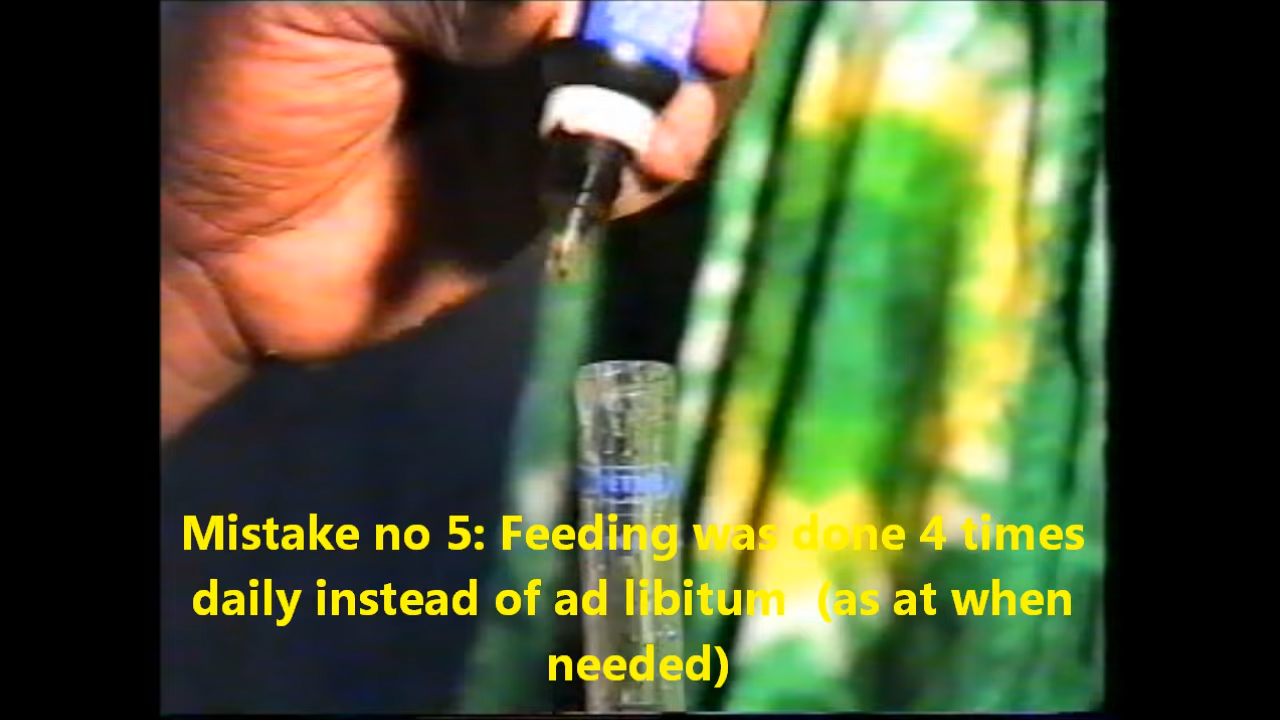 Mistake no 5: Feeding was done 4 times
daily instead of ad libitum  (as at when
needed)